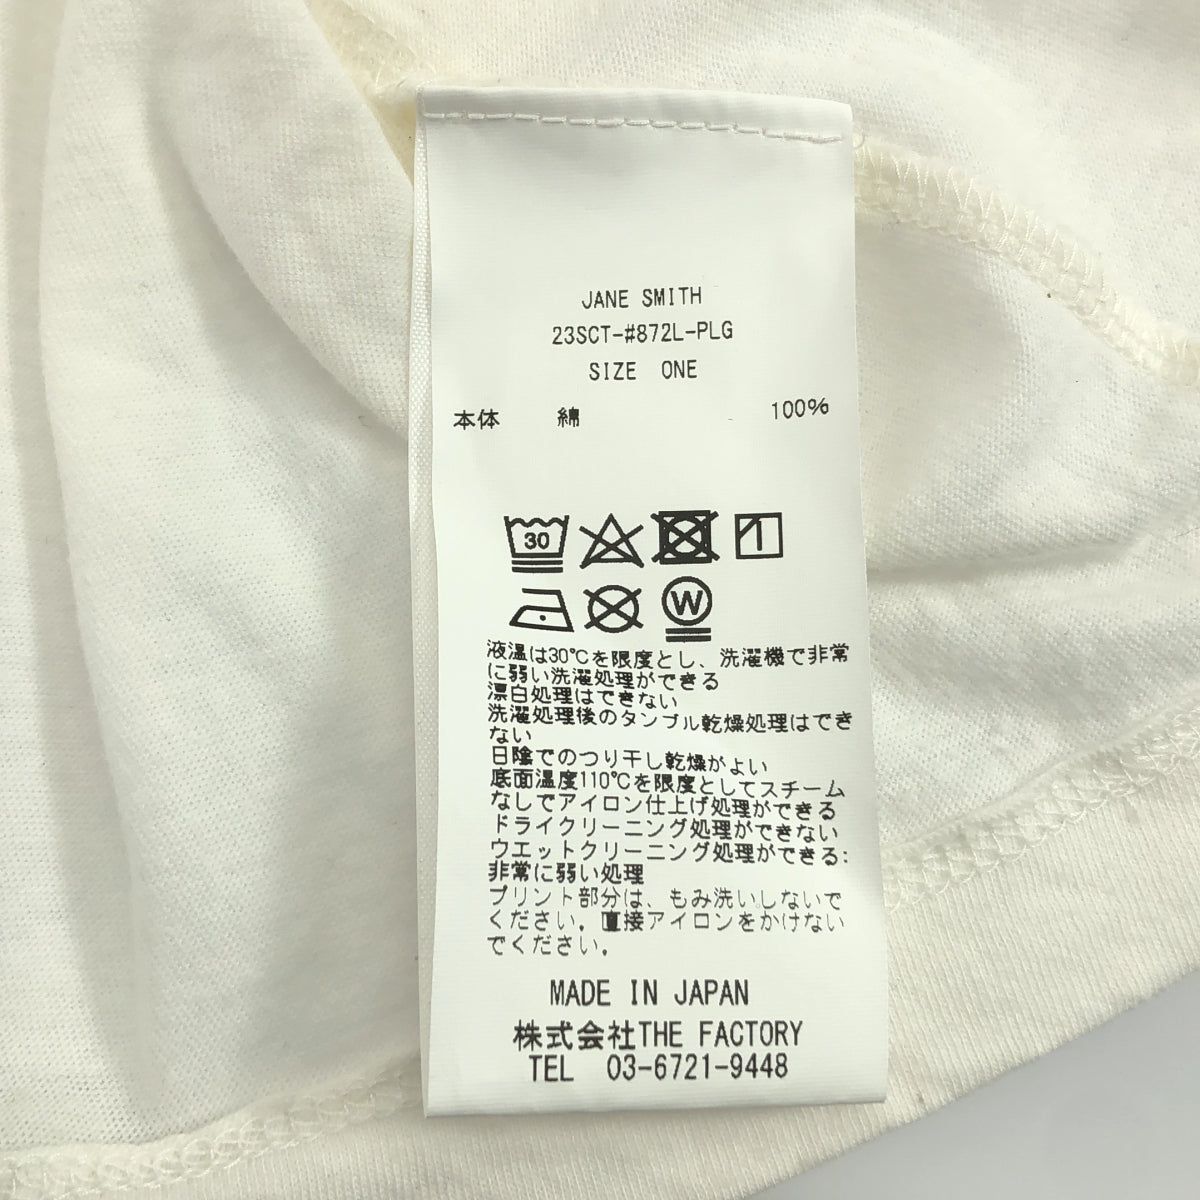 JANE SMITH
23SCT-#872L-PLG
SIZE ONE
本体 綿 100%
30
W
液温は30℃を限度とし、洗濯機で非常
に弱い洗濯処理ができる
漂白処理はできない
洗濯処理後のタンブル乾燥処理はでき
ない
日陰でのつり干し乾燥がよい
底面温度110℃を限度としてスチーム
なしでアイロン仕上げ処理ができる
ドライクリーニング処理ができない
ウエットクリーニング処理ができる:
非常に弱い処理
プリント部分は、もみ洗いしないで
ください。直接アイロンをかけない
でください。
MADE IN JAPAN
株式会社THE FACTORY
TEL 03-6721-9448